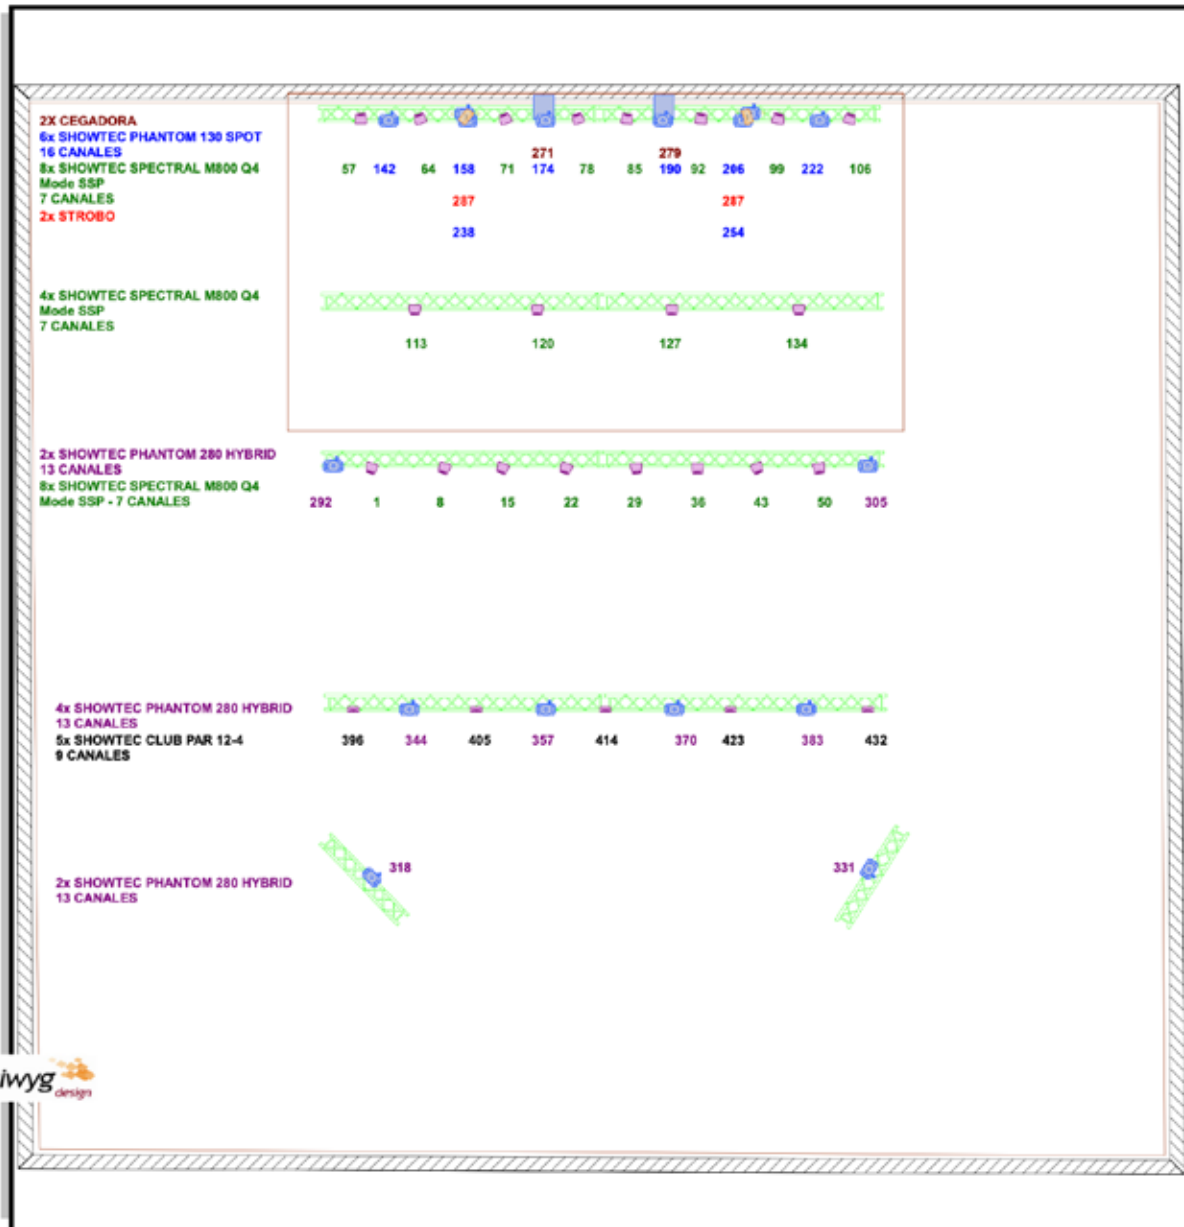 2X CEGADORA
6x SHOWTEC PHANTOM 130 SPOT
16 CANALES
8x SHOWTEC SPECTRAL M800 Q4
Mode SSP
7 CANALES
2x STROBO
271 279
57 142 64 158 71 174 78 85 190 92 206 99 222 106
287 287
238 254
4x SHOWTEC SPECTRAL M800 Q4
Mode SSP
7 CANALES
113 120 127 134
2x SHOWTEC PHANTOM 280 HYBRID
13 CANALES
8x SHOWTEC SPECTRAL M800 Q4
Mode SSP - 7 CANALES
292 1 8 15 22 29 36 43 50 305
4x SHOWTEC PHANTOM 280 HYBRID
13 CANALES
5x SHOWTEC CLUB PAR 12-4
9 CANALES
396 344 405 357 414 370 423 383 432
318 331
2x SHOWTEC PHANTOM 280 HYBRID
13 CANALES
iwyg
design